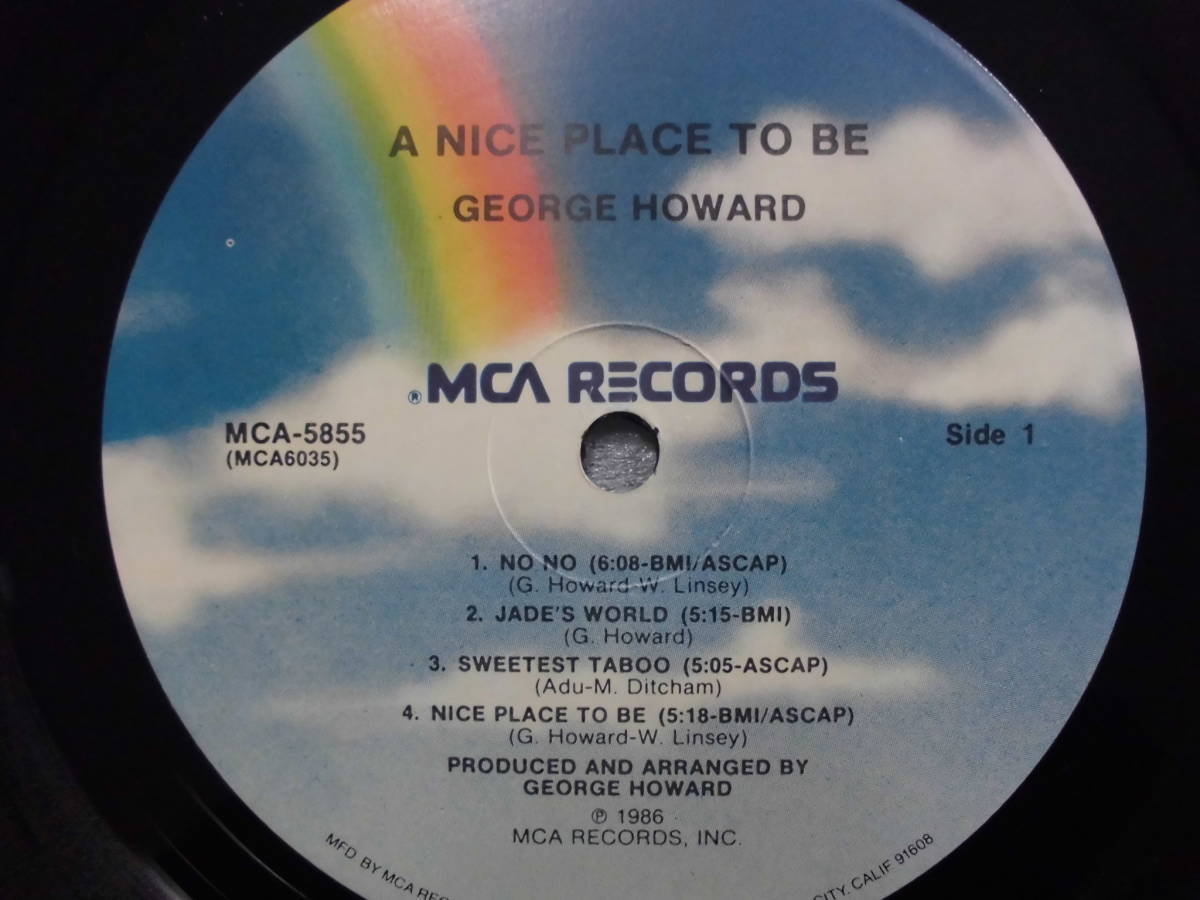 A NICE PLACE TO BE
GEORGE HOWARD
® MCA RECORDS
MCA-5855
(MCA6035)
Side 1
1. NO NO (6:08-BMI/ASCAP)
(G. Howard-W. Linsey)
2. JADE'S WORLD (5:15-BMI)
(G. Howard)
3. SWEETEST TABOO (5:05-ASCAP)
(Adu-M. Ditcham)
4. NICE PLACE TO BE (5:18-BMI/ASCAP)
(G. Howard-W. Linsey)
PRODUCED AND ARRANGED BY
GEORGE HOWARD
℗ 1986
MCA RECORDS, INC.
MFD BY MCA CITY, CALIF 91608